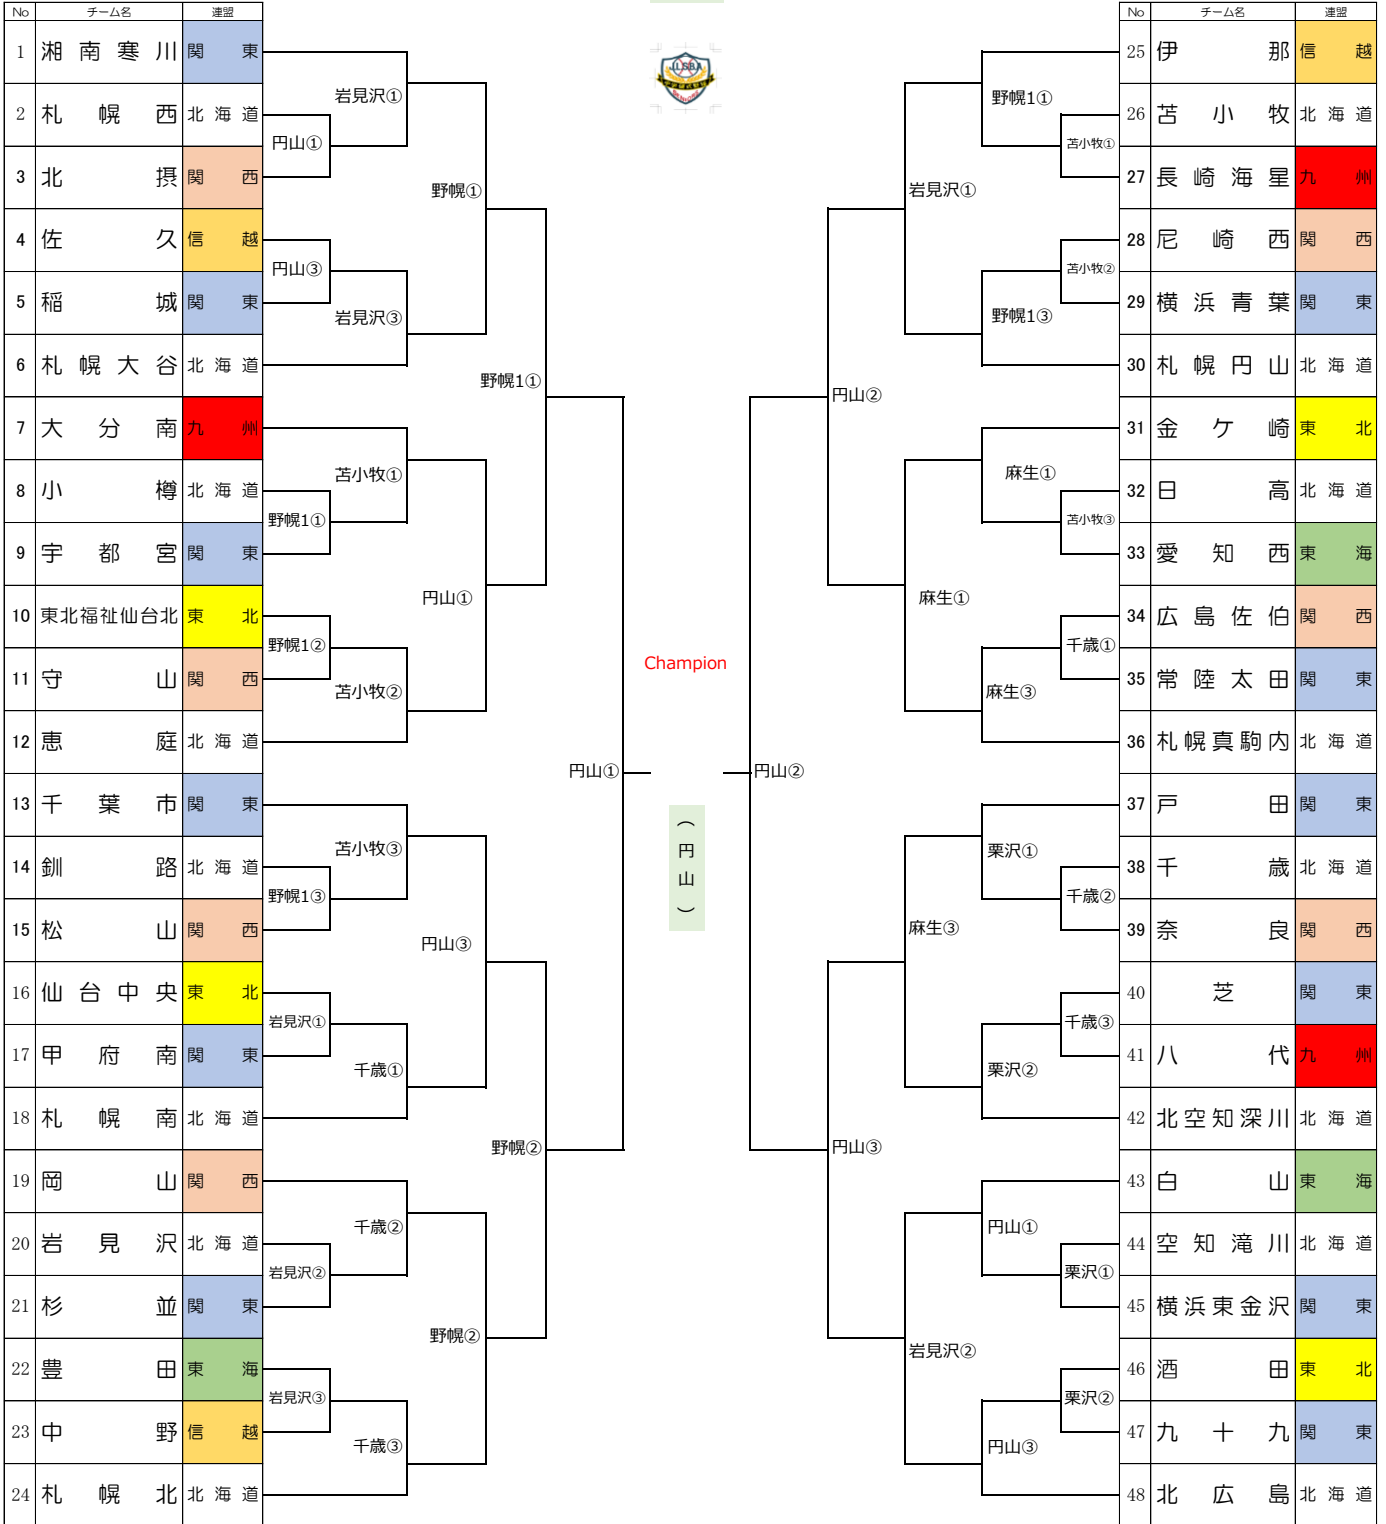 No チーム名 連盟
1 湘南寒川 関東
2 札幌西 北海道
3 北摂 関西
4 佐久 信越
5 稲城 関東
6 札幌大谷 北海道
7 大分南 九州
8 小樽 北海道
9 宇都宮 関東
10 東北福祉仙台北 東北
11 守山 関西
12 恵庭 北海道
13 千葉市 関東
14 釧路 北海道
15 松山 関西
16 仙台中央 東北
17 甲府南 関東
18 札幌南 北海道
19 岡山 関西
20 岩見沢 北海道
21 杉並 関東
22 豊田 東海
23 中野 信越
24 札幌北 北海道
円山①
円山③
野幌1①
野幌1②
野幌1③
岩見沢①
岩見沢②
岩見沢③
岩見沢①
岩見沢③
苫小牧①
苫小牧②
苫小牧③
千歳①
千歳②
千歳③
野幌①
円山①
円山③
野幌②
野幌1①
野幌②
円山①
JLSBA
Champion
（円山）
円山②
円山②
円山③
岩見沢①
麻生①
麻生③
岩見沢②
野幌1①
野幌1③
麻生①
麻生③
栗沢①
栗沢②
円山①
円山③
苫小牧①
苫小牧②
苫小牧③
千歳①
千歳②
千歳③
栗沢①
栗沢②
No チーム名 連盟
25 伊那 信越
26 苫小牧 北海道
27 長崎海星 九州
28 尼崎西 関西
29 横浜青葉 関東
30 札幌円山 北海道
31 金ケ崎 東北
32 日高 北海道
33 愛知西 東海
34 広島佐伯 関西
35 常陸太田 関東
36 札幌真駒内 北海道
37 戸田 関東
38 千歳 北海道
39 奈良 関西
40 芝 関東
41 八代 九州
42 北空知深川 北海道
43 白山 東海
44 空知滝川 北海道
45 横浜東金沢 関東
46 酒田 東北
47 九十九 関東
48 北広島 北海道